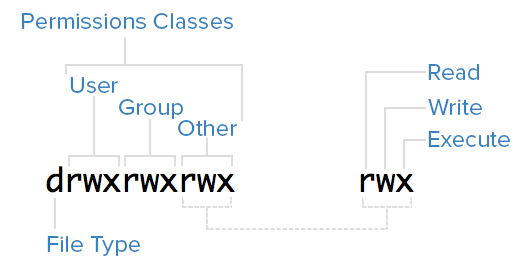 Permissions Classes
User
Group
Other
drwxrwxrwx
File Type
Read
Write
Execute
rwx